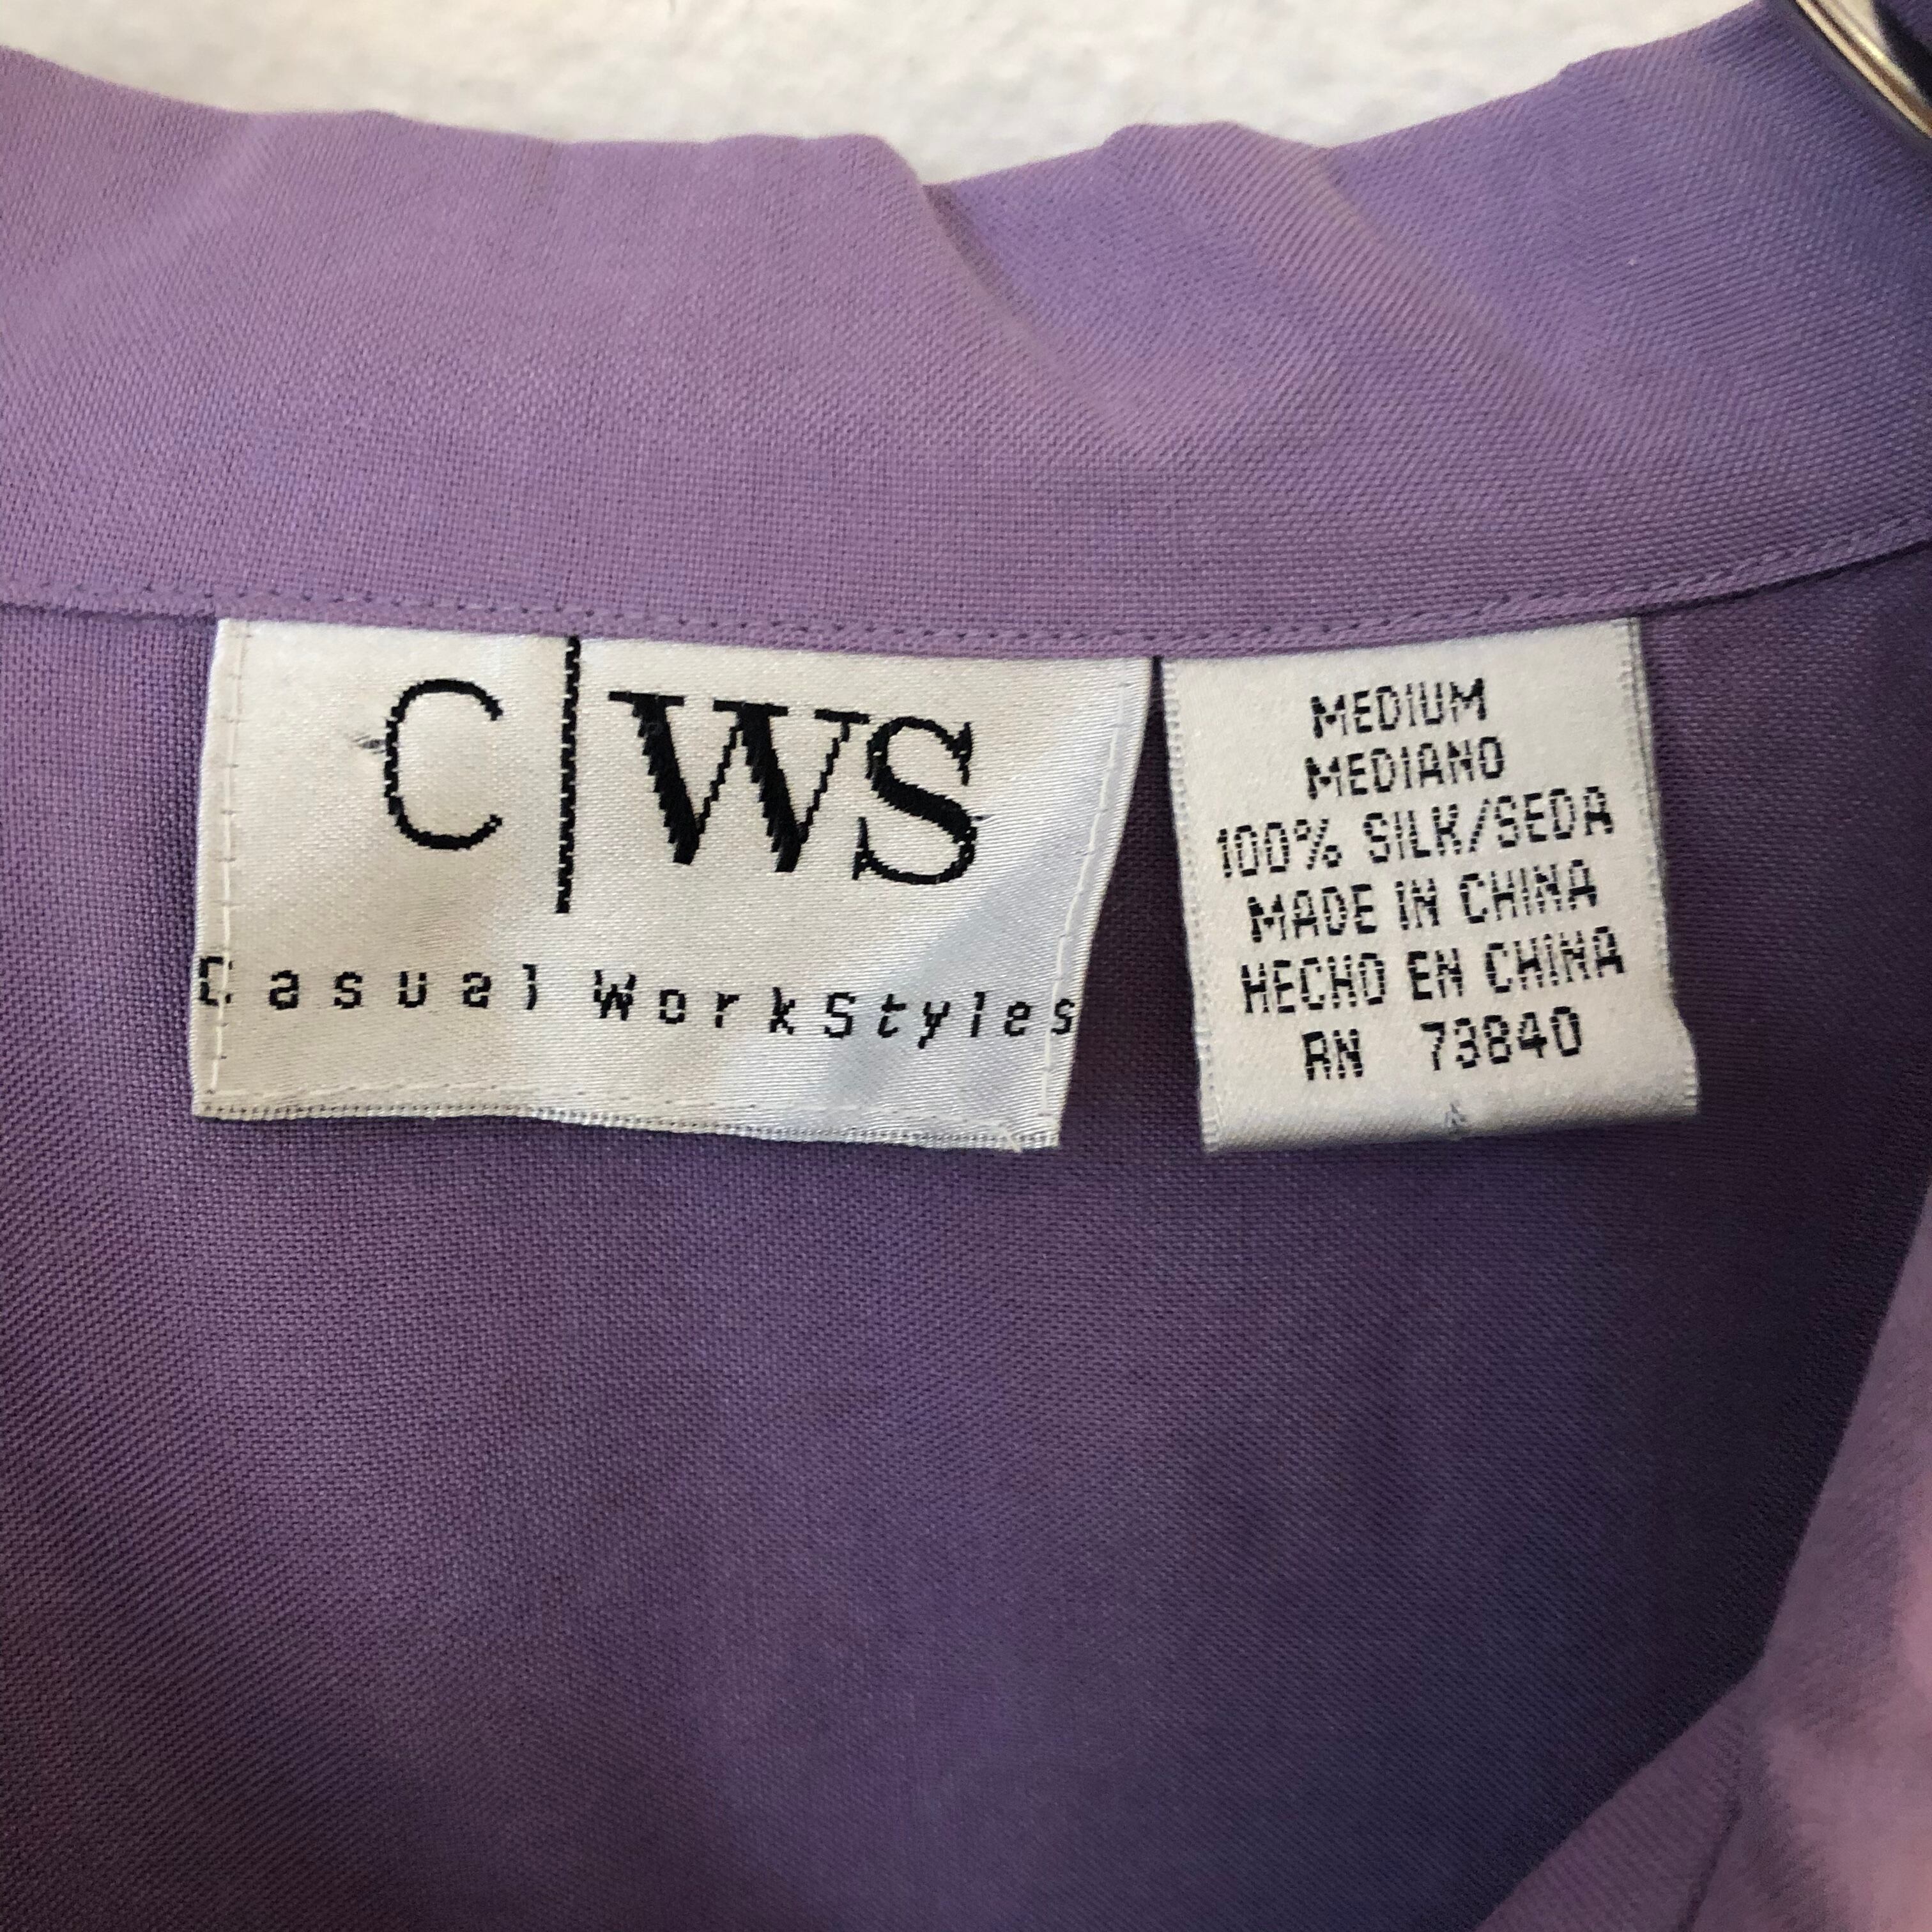 C|WS
Casual WorkStyles
MEDIUM
MEDIANO
100% SILK/SEDA
MADE IN CHINA
HECHO EN CHINA
RN 73840